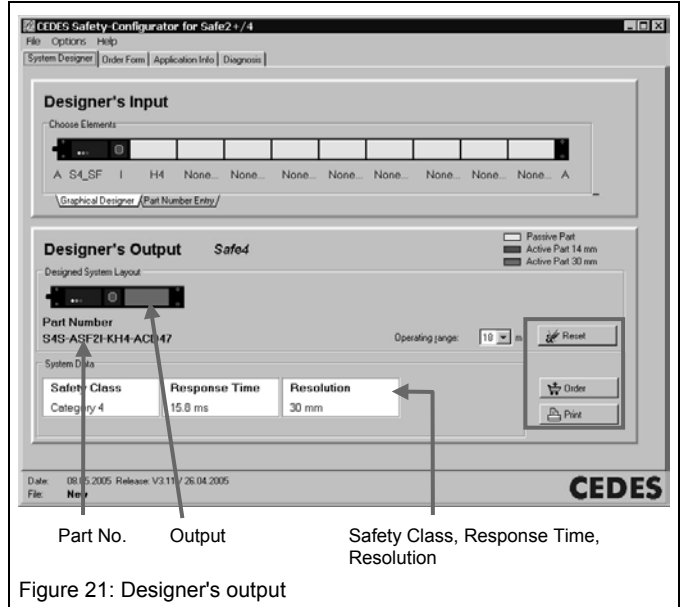 CEDES Safety-Configurator for Safe2+/4
File Options Help
System Designer Order Form Application Info Diagnosis
Designer's Input
Choose Elements
A S4_SF I H4 None... None... None... None... None... None... None... None... A
Graphical Designer Part Number Entry
Designer's Output Safe4
Passive Part
Active Part 14 mm
Active Part 30 mm
Designed System Layout
Part Number
S4S-ASF2I-KH4-ACD47
Operating range: 10 m
Reset
System Data
Safety Class Response Time Resolution
Category 4 15.8 ms 30 mm
Order
Print
Date: 08.05.2005 Release: V3.11 / 26.04.2005
File: New
CEDES
Part No. Output Safety Class, Response Time,
Resolution
Figure 21: Designer's output